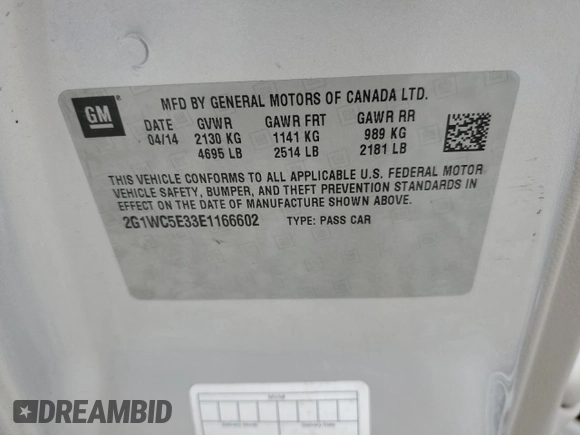 GM
MFD BY GENERAL MOTORS OF CANADA LTD.
DATE GVWR GAWR FRT GAWR RR
04/14 2130 KG 1141 KG 989 KG
4695 LB 2514 LB 2181 LB
THIS VEHICLE CONFORMS TO ALL APPLICABLE U.S. FEDERAL MOTOR
VEHICLE SAFETY, BUMPER, AND THEFT PREVENTION STANDARDS IN
EFFECT ON THE DATE OF MANUFACTURE SHOWN ABOVE.
2G1WC5E33E1166602 TYPE: PASS CAR
DREAMBID